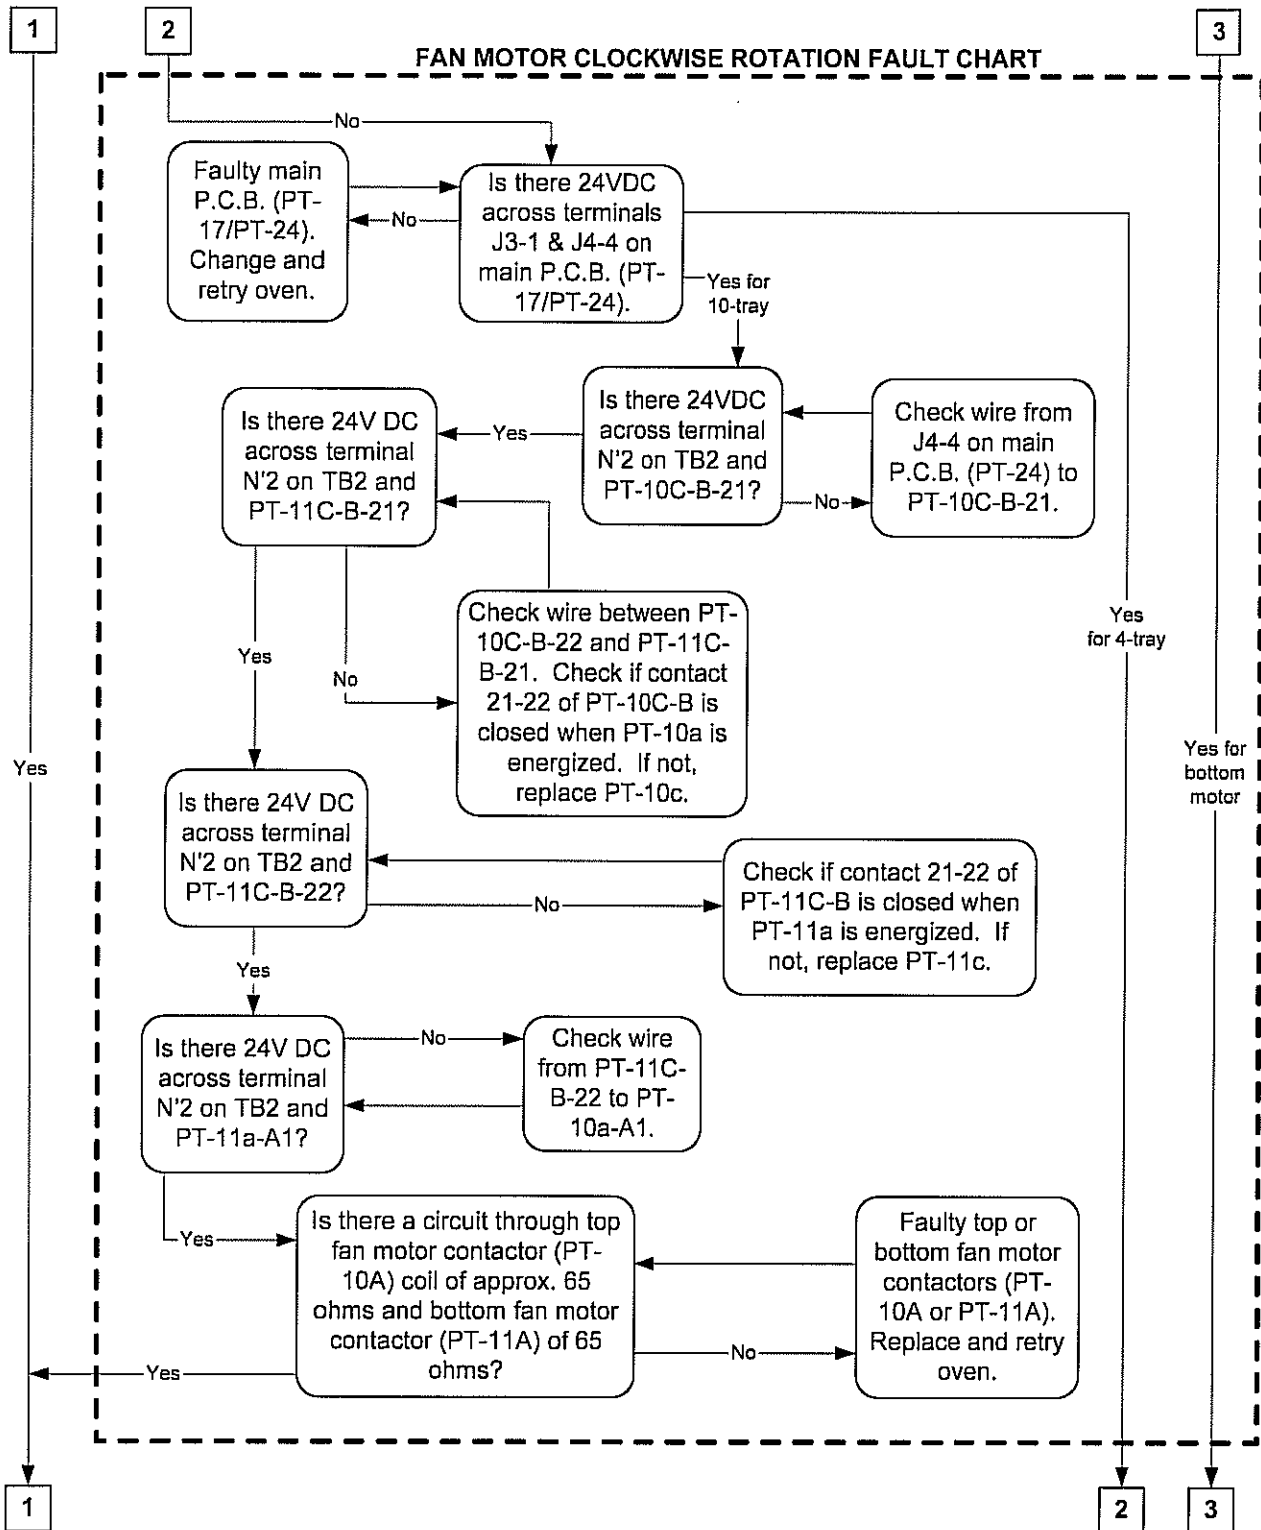 1
2
3
FAN MOTOR CLOCKWISE ROTATION FAULT CHART
No
Faulty main
P.C.B. (PT-
17/PT-24).
Change and
retry oven.
No
Is there 24VDC
across terminals
J3-1 & J4-4 on
main P.C.B. (PT-
17/PT-24).
Yes for
10-tray
Is there 24V DC
across terminal
N'2 on TB2 and
PT-11C-B-21?
Yes
Is there 24VDC
across terminal
N'2 on TB2 and
PT-10C-B-21?
No
Check wire from
J4-4 on main
P.C.B. (PT-24) to
PT-10C-B-21.
Yes
No
Check wire between PT-
10C-B-22 and PT-11C-
B-21. Check if contact
21-22 of PT-10C-B is
closed when PT-10a is
energized. If not,
replace PT-10c.
Yes
for 4-tray
Yes
Yes for
bottom
motor
Is there 24V DC
across terminal
N'2 on TB2 and
PT-11C-B-22?
No
Check if contact 21-22 of
PT-11C-B is closed when
PT-11a is energized. If
not, replace PT-11c.
Yes
Is there 24V DC
across terminal
N'2 on TB2 and
PT-11a-A1?
No
Check wire
from PT-11C-
B-22 to PT-
10a-A1.
Yes
Is there a circuit through top
fan motor contactor (PT-
10A) coil of approx. 65
ohms and bottom fan motor
contactor (PT-11A) of 65
ohms?
No
Faulty top or
bottom fan motor
contactors (PT-
10A or PT-11A).
Replace and retry
oven.
Yes
1
2
3